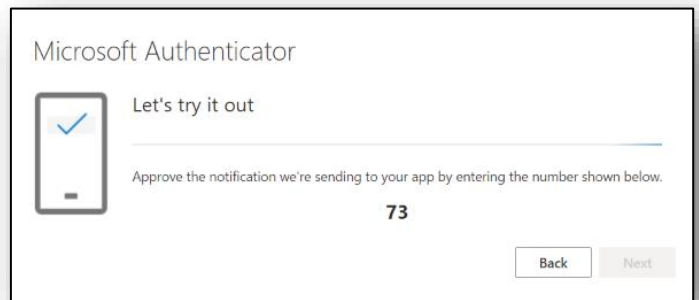 Microsoft Authenticator
Let's try it out
Approve the notification we're sending to your app by entering the number shown below.
73
Back Next